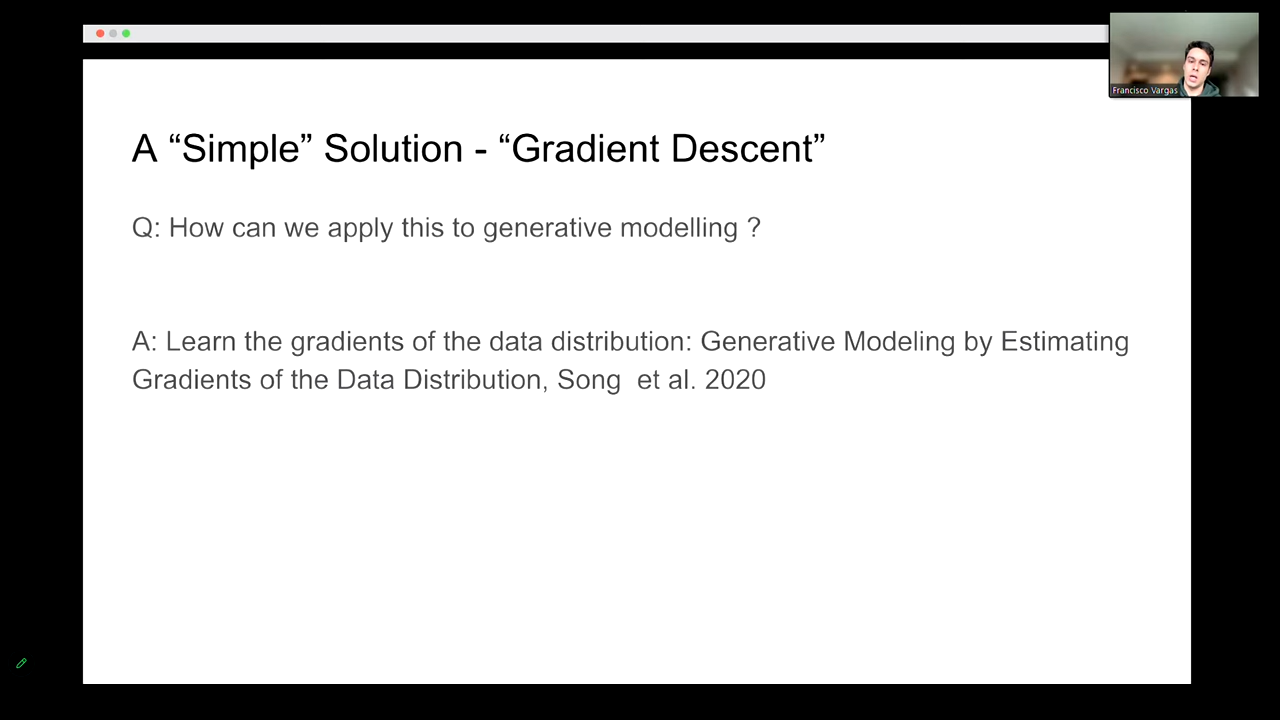 Francisco Vargas
A “Simple” Solution - “Gradient Descent”
Q: How can we apply this to generative modelling ?
A: Learn the gradients of the data distribution: Generative Modeling by Estimating
Gradients of the Data Distribution, Song  et al. 2020